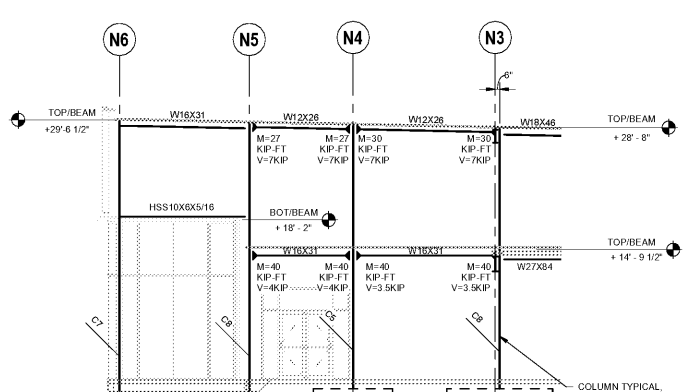 N6
N5
N4
N3
6"
TOP/BEAM
+29'-6 1/2"
W16X31
W12X26
W12X26
W18X46
TOP/BEAM
+ 28' - 8"
M=27
KIP-FT
V=7KIP
M=27
KIP-FT
V=7KIP
M=30
KIP-FT
V=7KIP
M=30
KIP-FT
V=7KIP
HSS10X6X5/16
BOT/BEAM
+ 18' - 2"
W16X31
W16X31
TOP/BEAM
+ 14' - 9 1/2"
W27X84
M=40
KIP-FT
V=4KIP
M=40
KIP-FT
V=4KIP
M=40
KIP-FT
V=3.5KIP
M=40
KIP-FT
V=3.5KIP
C7
C8
C5
C8
COLUMN TYPICAL,